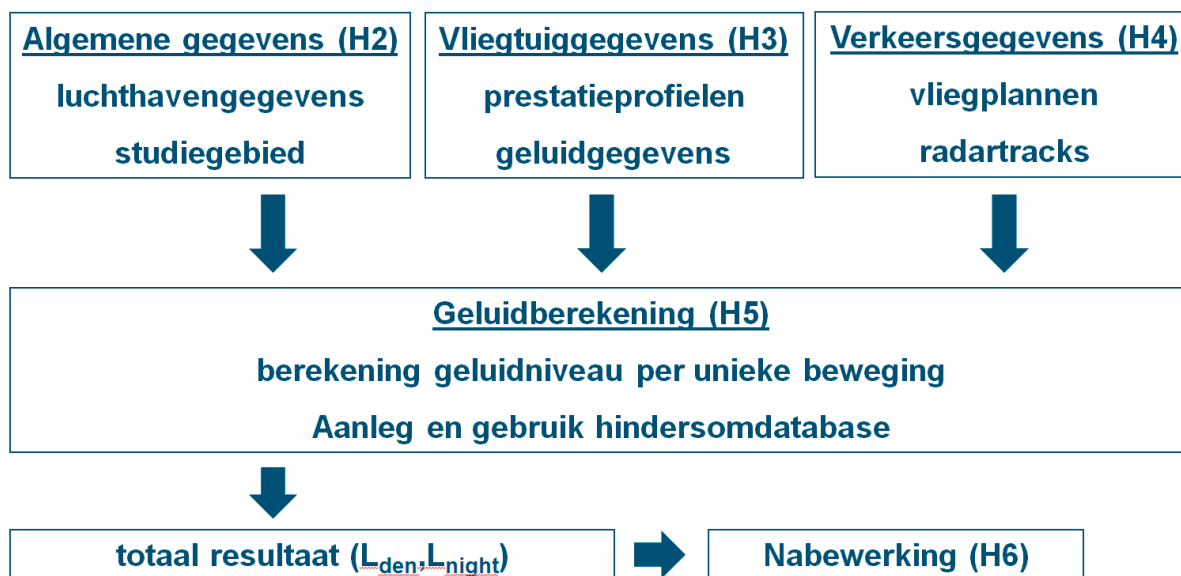 Algemene gegevens (H2)
luchthavengegevens
studiegebied
Vliegtuiggegevens (H3)
prestatieprofielen
geluidgegevens
Verkeersgegevens (H4)
vliegplannen
radartracks
Geluidberekening (H5)
berekening geluidniveau per unieke beweging
Aanleg en gebruik hindersomdatabase
totaal resultaat (Lden,Lnight)
Nabewerking (H6)